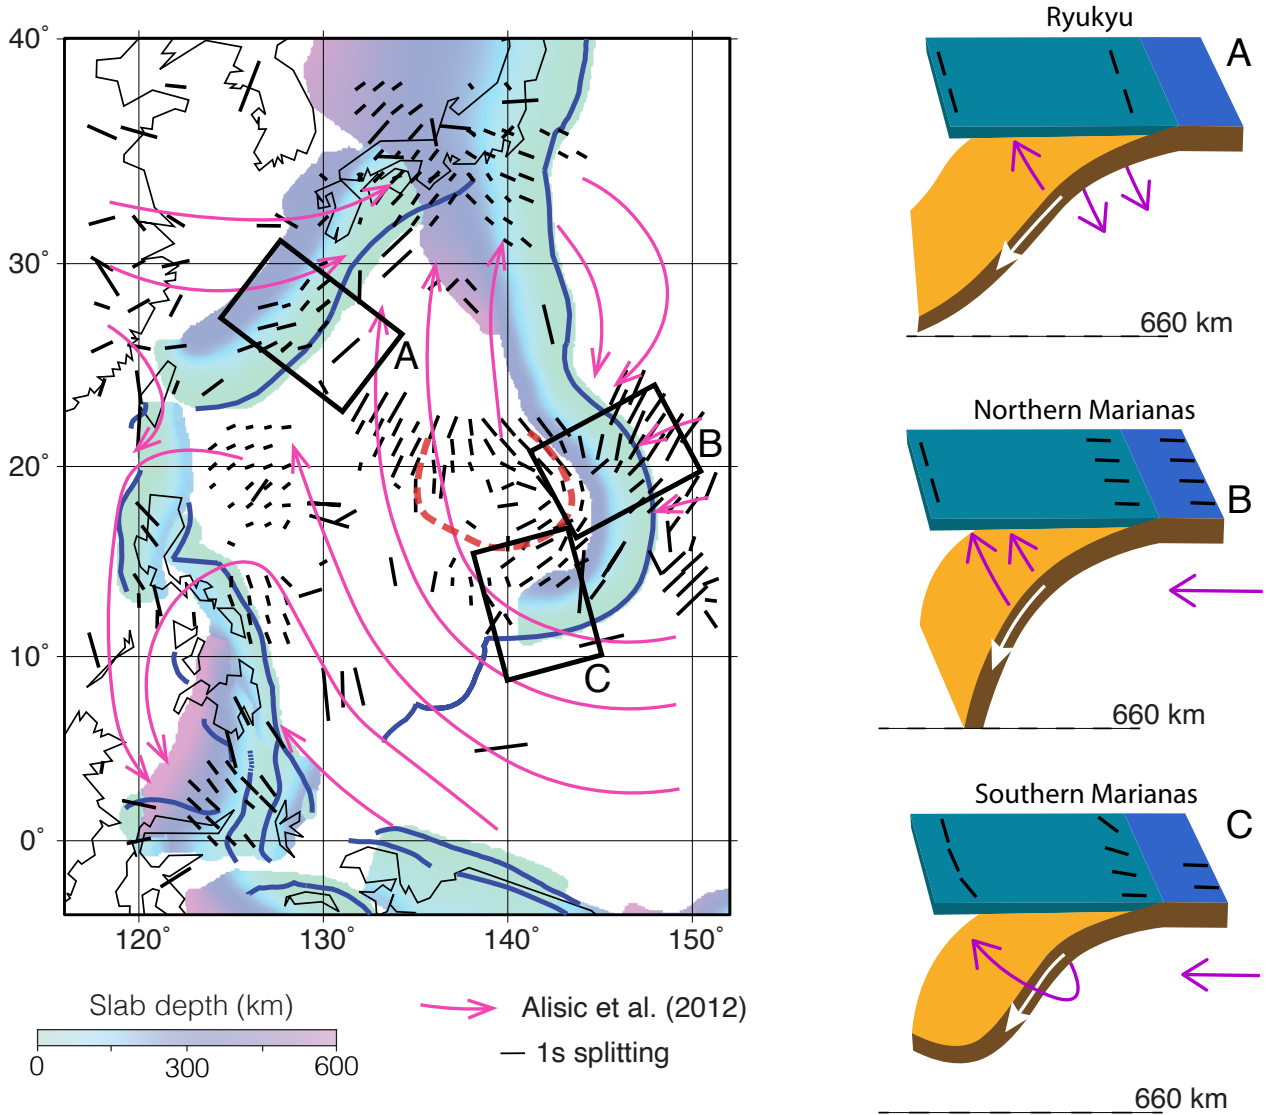 40°
30°
20°
10°
0°
120°
130°
140°
150°
A
B
C
Slab depth (km)
0
300
600
Alisic et al. (2012)
1s splitting
Ryukyu
A
660 km
Northern Marianas
B
660 km
Southern Marianas
C
660 km